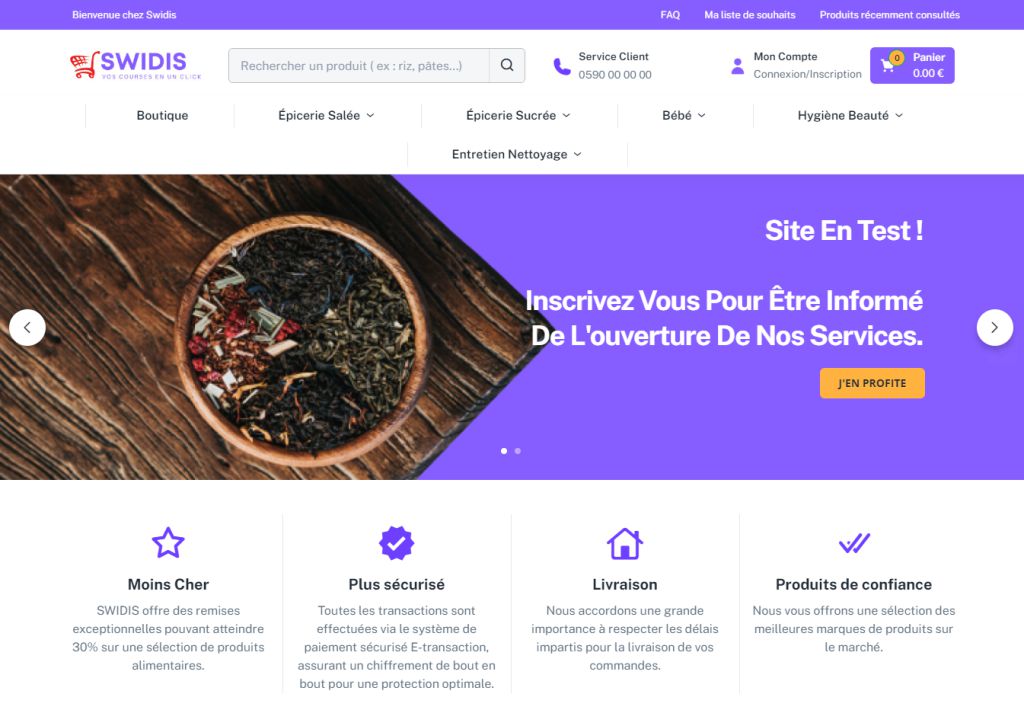 Bienvenue chez Swidis
FAQ
Ma liste de souhaits
Produits récemment consultés
SWIDIS
VOS COURSES EN UN CLICK
Rechercher un produit ( ex : riz, pâtes...)
Service Client
0590 00 00 00
Mon Compte
Connexion/Inscription
0
Panier
0.00 €
Boutique
Épicerie Salée
Épicerie Sucrée
Bébé
Hygiène Beauté
Entretien Nettoyage
Site En Test !
Inscrivez Vous Pour Être Informé
De L'ouverture De Nos Services.
J'EN PROFITE
Moins Cher
SWIDIS offre des remises
exceptionnelles pouvant atteindre
30% sur une sélection de produits
alimentaires.
Plus sécurisé
Toutes les transactions sont
effectuées via le système de
paiement sécurisé E-transaction,
assurant un chiffrement de bout en
bout pour une protection optimale.
Livraison
Nous accordons une grande
importance à respecter les délais
impartis pour la livraison de vos
commandes.
Produits de confiance
Nous vous offrons une sélection des
meilleures marques de produits sur
le marché.